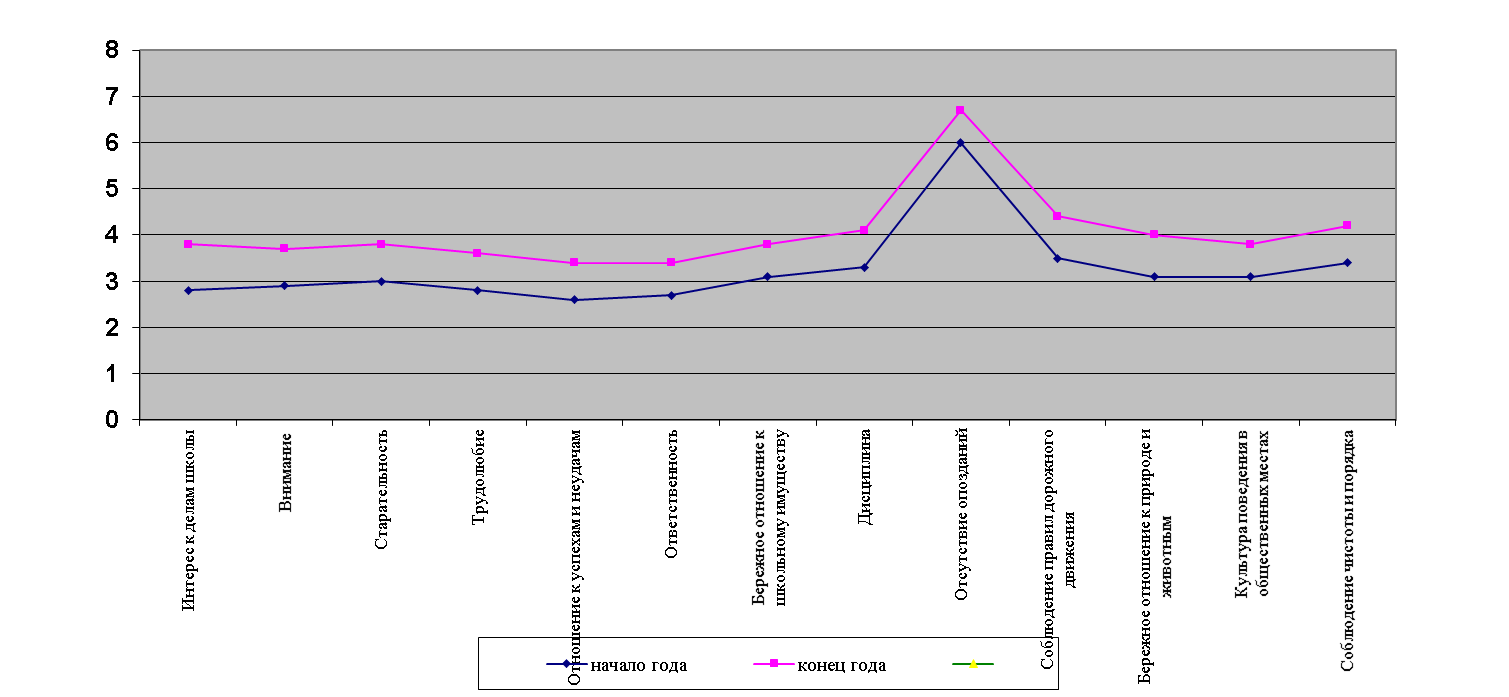 8
7
6
5
4
3
2
1
0
Интерес к делам школы
Внимание
Старательность
Трудолюбие
Отношение к успехам и неудачам
Ответственность
Бережное отношение к
школьному имуществу
Дисциплина
Отсутствие опозданий
Соблюдение правил дорожного
движения
Бережное отношение к природе и
животным
Культура поведения в
общественных местах
Соблюдение чистоты и порядка
начало года
конец года